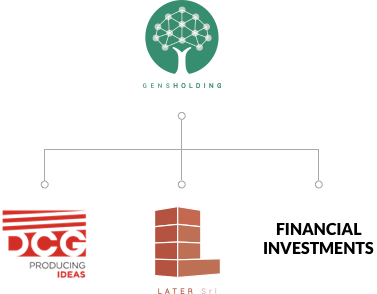 GENSHOLDING
DCG
PRODUCING
IDEAS
LATER Srl
FINANCIAL
INVESTMENTS